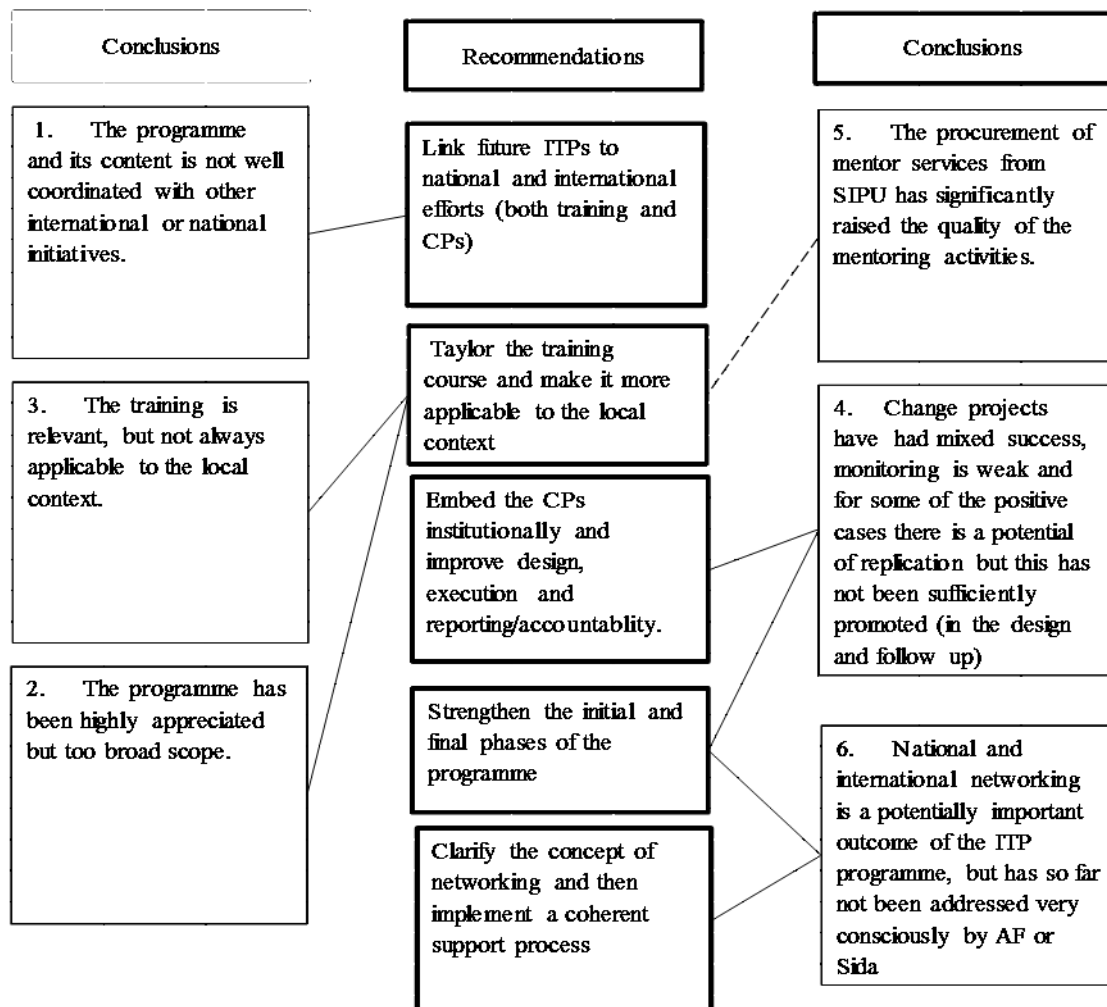 Conclusions
1. The programme
and its content is not well
coordinated with other
international or national
initiatives.
3. The training is
relevant, but not always
applicable to the local
context.
2. The programme has
been highly appreciated
but too broad scope.
Recommendations
Link future ITPs to
national and international
efforts (both training and
CPs)
Taylor the training
course and make it more
applicable to the local
context
Embed the CPs
institutionally and
improve design,
execution and
reporting/accountablity.
Strengthen the initial and
final phases of the
programme
Clarify the concept of
networking and then
implement a coherent
support process
Conclusions
5. The procurement of
mentor services from
SIPU has significantly
raised the quality of the
mentoring activities.
4. Change projects
have had mixed success,
monitoring is weak and
for some of the positive
cases there is a potential
of replication but this has
not been sufficiently
promoted (in the design
and follow up)
6. National and
international networking
is a potentially important
outcome of the ITP
programme, but has so far
not been addressed very
consciously by AF or
Sida